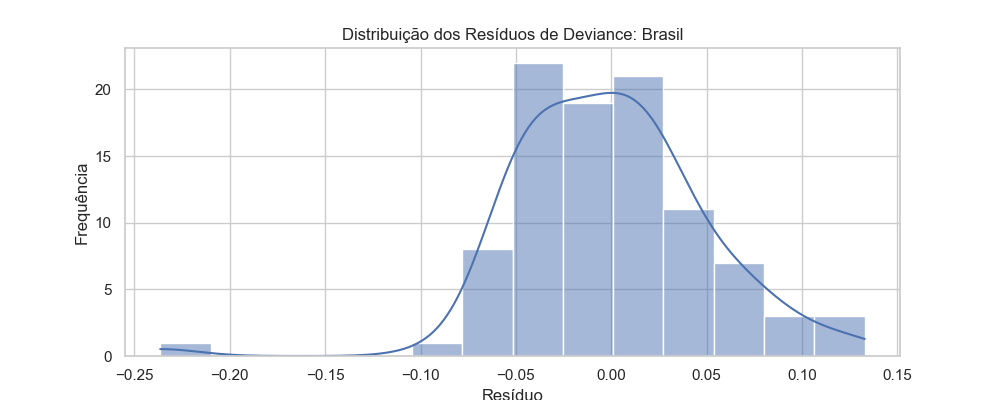 Distribuição dos Resíduos de Deviance: Brasil
Frequência
20
15
10
5
0
−0.25 −0.20 −0.15 −0.10 −0.05 0.00 0.05 0.10 0.15
Resíduo